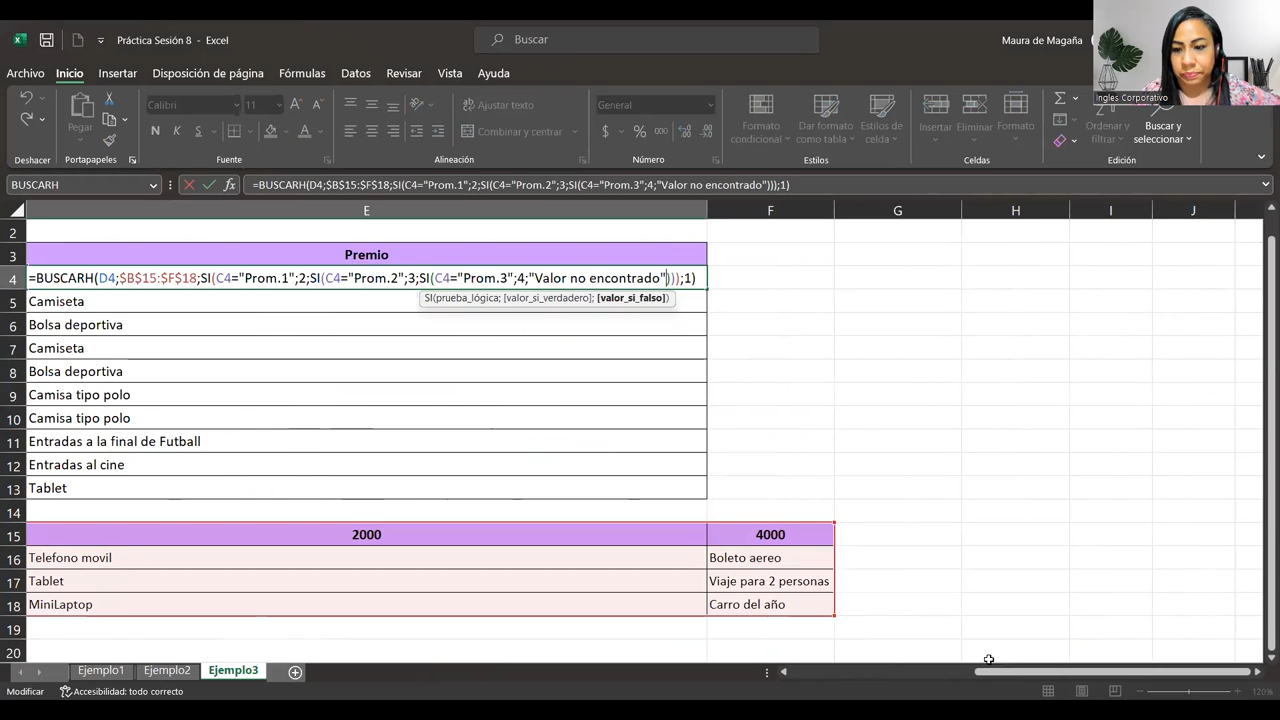 Práctica Sesión 8 - Excel
Buscar
Maura de Magaña
Ingles Corporativo
Archivo Inicio Insertar Disposición de página Fórmulas Datos Revisar Vista Ayuda
Pegar
Calibri 11
N K S
Ajustar texto
Combinar y centrar
General
$ % 000
Formato condicional
Dar formato como tabla
Estilos de celda
Insertar
Eliminar
Formato
Ordenar y filtrar
Buscar y seleccionar
Deshacer Portapapeles Fuente Alineación Número Estilos Celdas Edición
BUSCARH
fx
=BUSCARH(D4;$B$15:$F$18;SI(C4="Prom.1";2;SI(C4="Prom.2";3;SI(C4="Prom.3";4;"Valor no encontrado")));1)
E F G H I J
2
3 Premio
4 =BUSCARH(D4;$B$15:$F$18;SI(C4="Prom.1";2;SI(C4="Prom.2";3;SI(C4="Prom.3";4;"Valor no encontrado")));1)
SI(prueba_lógica; [valor_si_verdadero]; [valor_si_falso])
5 Camiseta
6 Bolsa deportiva
7 Camiseta
8 Bolsa deportiva
9 Camisa tipo polo
10 Camisa tipo polo
11 Entradas a la final de Futball
12 Entradas al cine
13 Tablet
14
15 2000 4000
16 Telefono movil Boleto aereo
17 Tablet Viaje para 2 personas
18 MiniLaptop Carro del año
19
20
Ejemplo1 Ejemplo2 Ejemplo3
Modificar Accesibilidad: todo correcto 120%